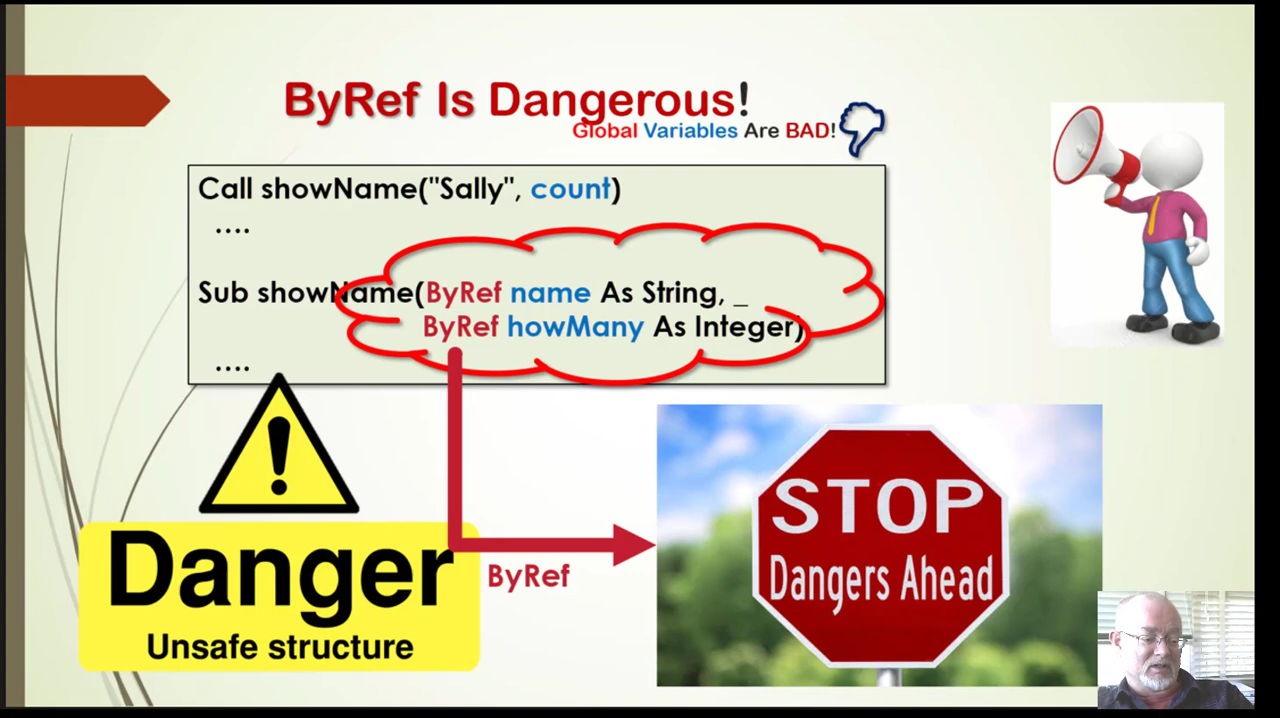 ByRef Is Dangerous!
Global Variables Are BAD!
Call showName("Sally", count)
....
Sub showName(ByRef name As String, _
ByRef howMany As Integer)
....
Danger
Unsafe structure
ByRef
STOP
Dangers Ahead